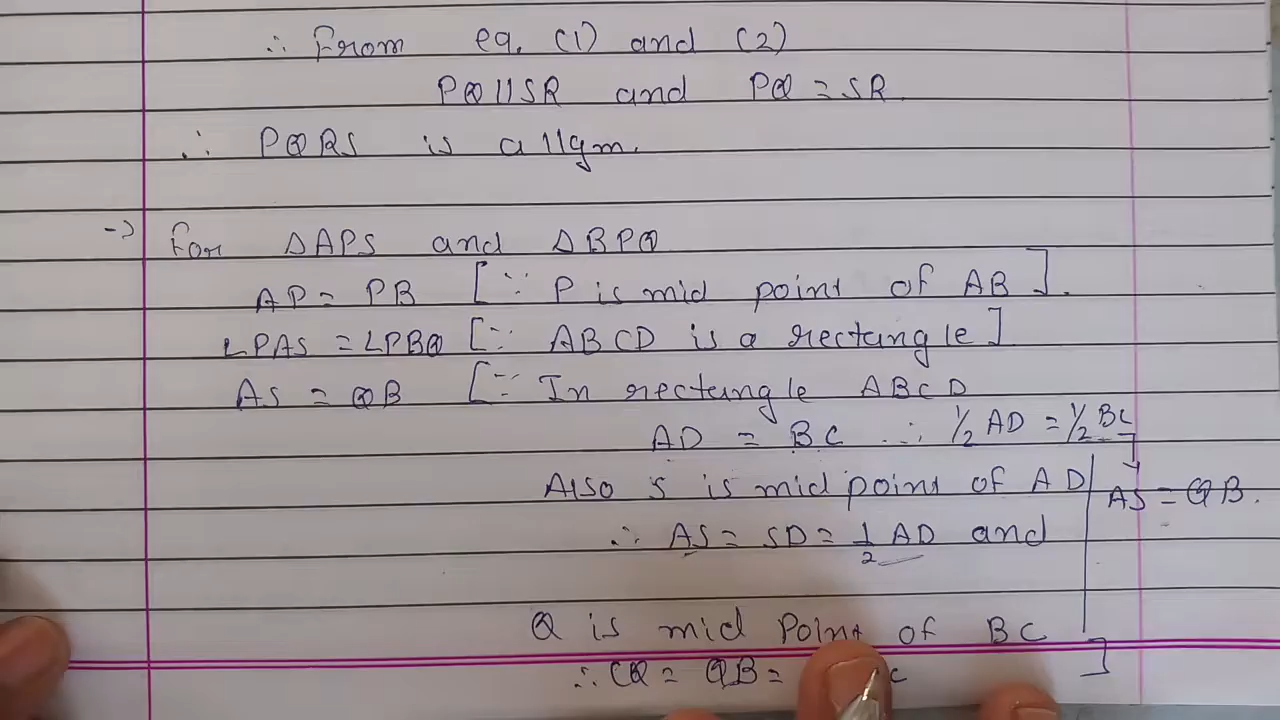 ∴ From eq. (1) and (2)
PQ || SR and PQ = SR.
∴ PQRS is a ||gm.
-> For ΔAPS and ΔBPQ
AP = PB [∵ P is mid point of AB].
∠PAS = ∠PBQ [∵ ABCD is a rectangle]
AS = QB [∵ In rectangle ABCD
AD = BC ∴ 1/2 AD = 1/2 BC
Also S is mid point of AD
AS = QB.
∴ AS = SD = 1/2 AD and
Q is mid point of BC
∴ CQ = QB = C ]